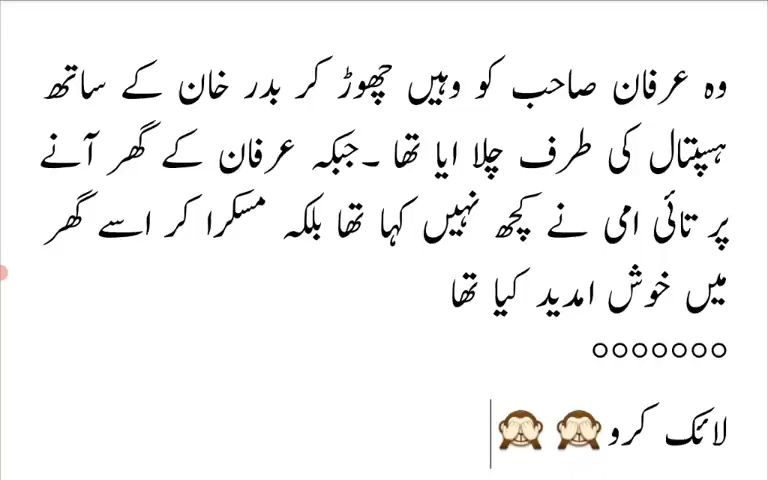 وہ عرفان صاحب کو وہیں چھوڑ کر بدر خان کے ساتھ
ہسپتال کی طرف چلا ایا تھا ۔جبکہ عرفان کے گھر آنے
پر تائی امی نے کچھ نہیں کہا تھا بلکہ مسکرا کر اسے گھر
میں خوش امدید کیا تھا
○○○○○○○
لائک کرو🙈🙈